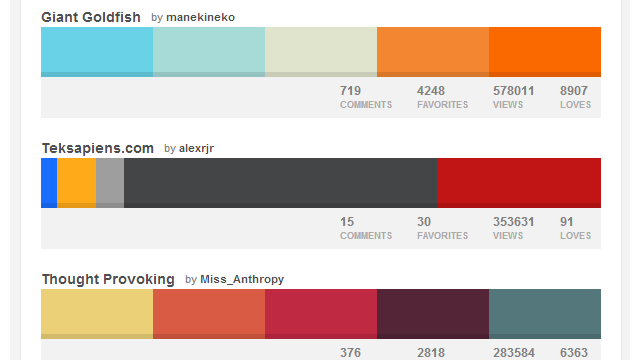 Giant Goldfish by manekineko
719 4248 578011 8907
COMMENTS FAVORITES VIEWS LOVES
Teksapiens.com by alexrjr
15 30 353631 91
COMMENTS FAVORITES VIEWS LOVES
Thought Provoking by Miss_Anthropy
376 2818 283584 6363